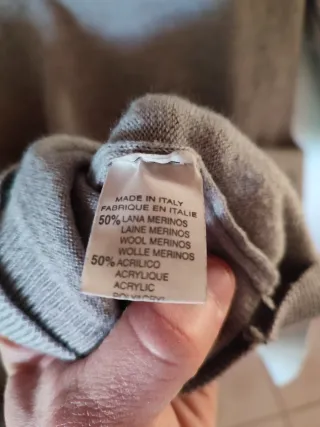 MADE IN ITALY
FABRIQUE EN ITALIE
50% LANA MERINOS
LAINE MERINOS
WOOL MERINOS
WOLLE MERINOS
50% ACRILICO
ACRYLIQUE
ACRYLIC